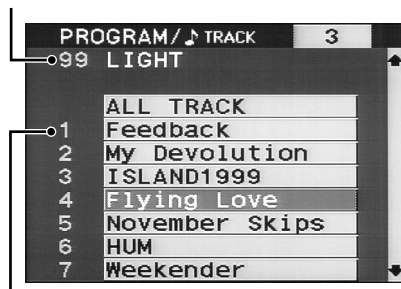 PROGRAM/♪ TRACK 3
99 LIGHT
ALL TRACK
1 Feedback
2 My Devolution
3 ISLAND1999
4 Flying Love
5 November Skips
6 HUM
7 Weekender